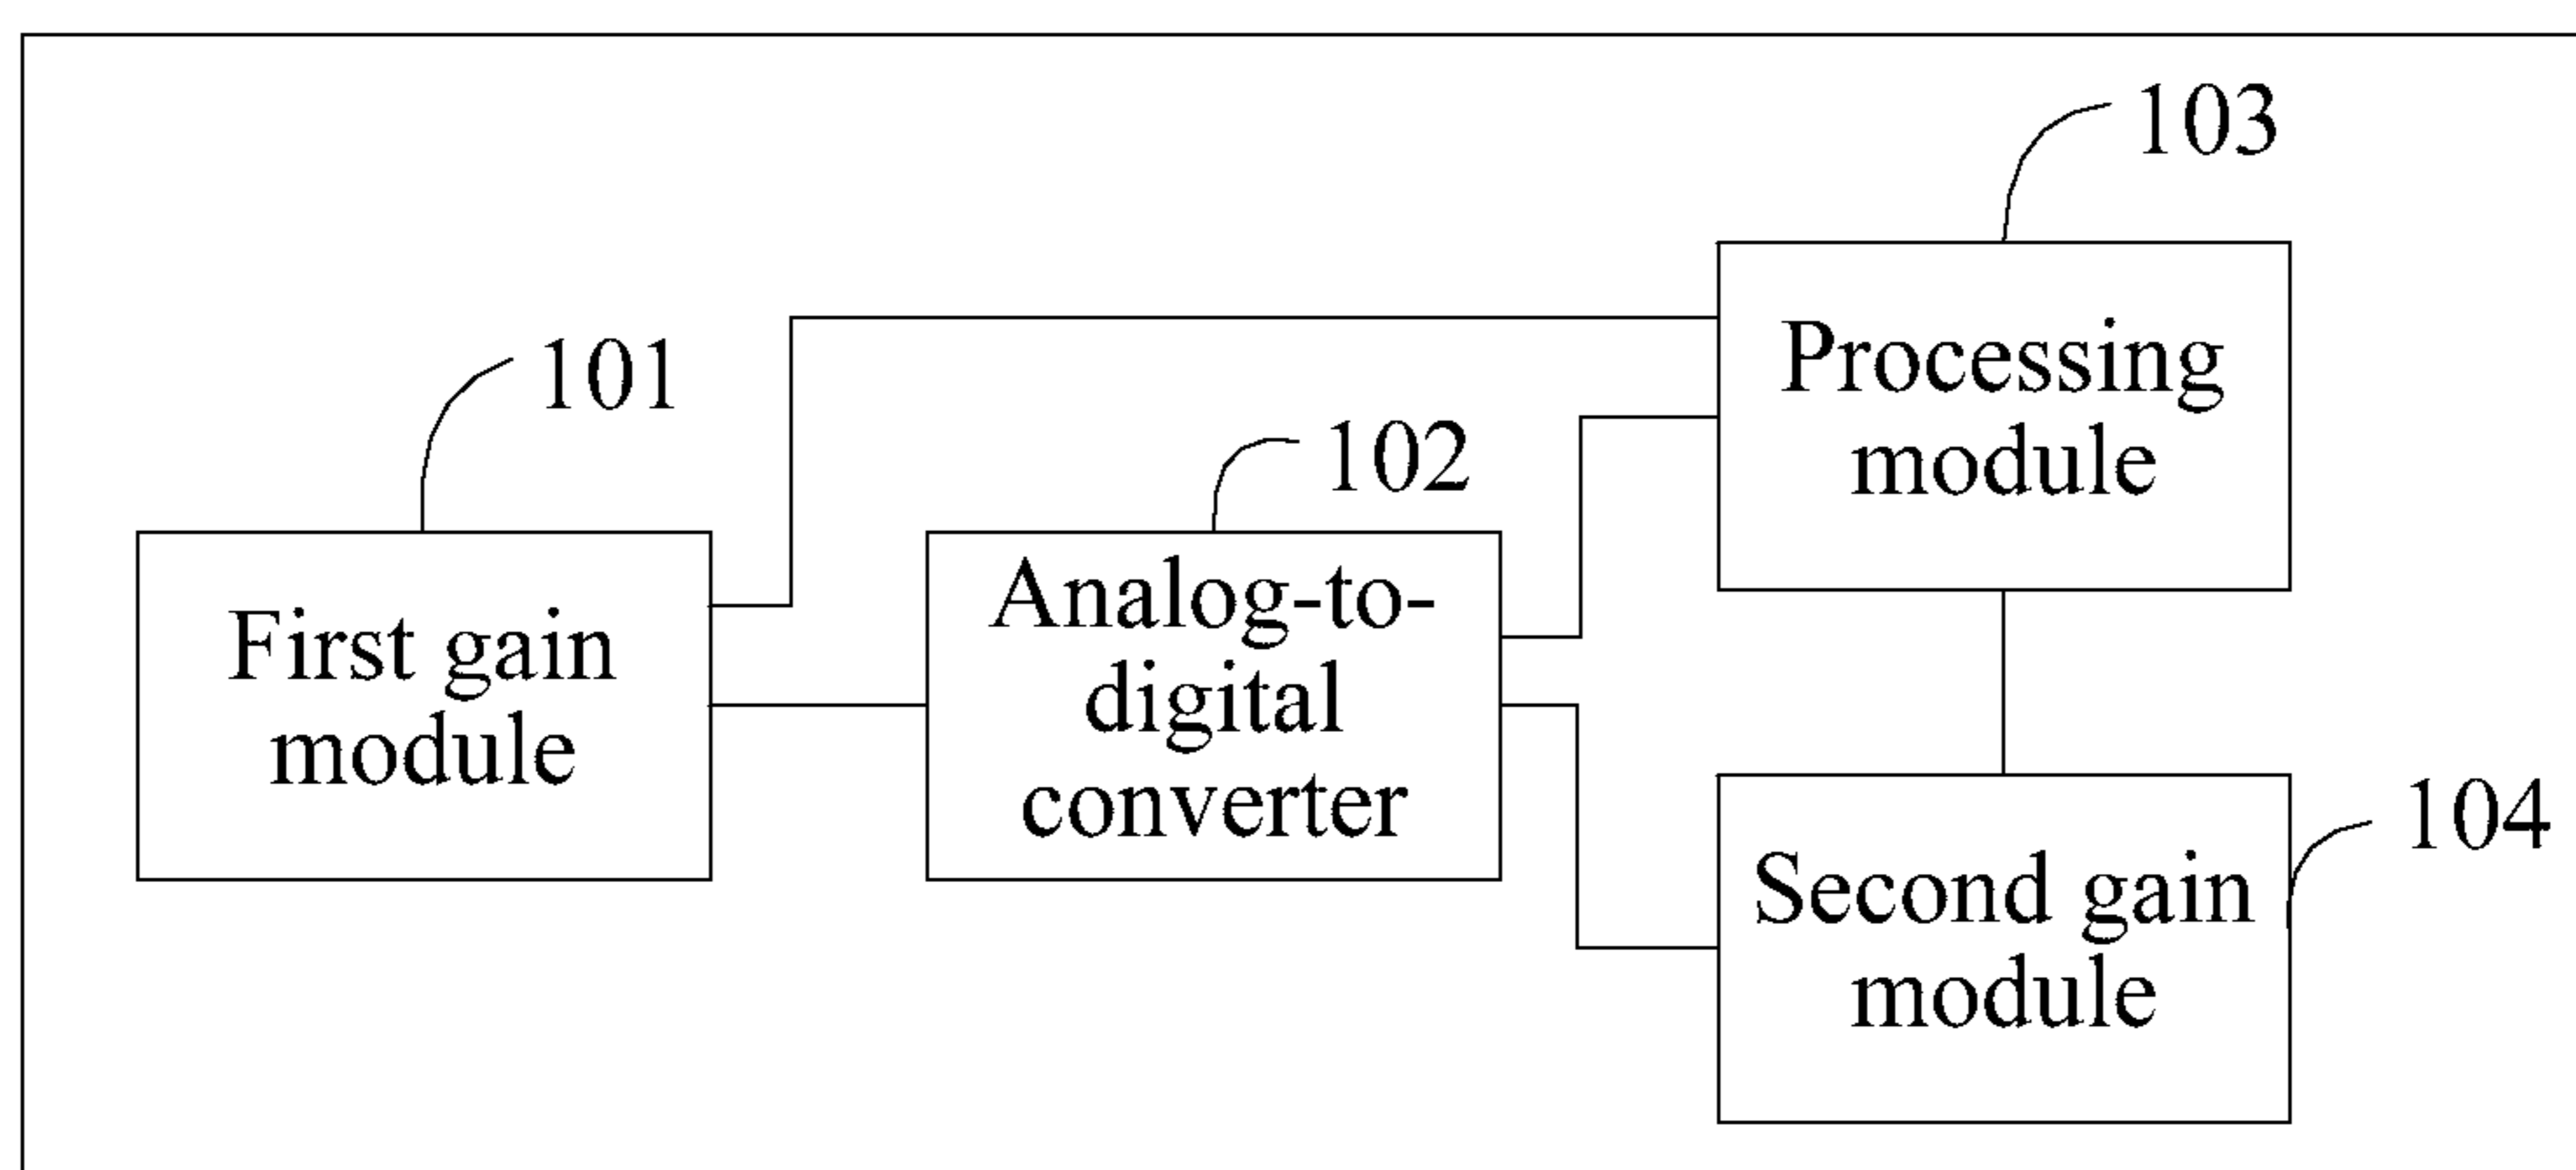 103
Processing
module
101
First gain
module
102
Analog-to-
digital
converter
104
Second gain
module